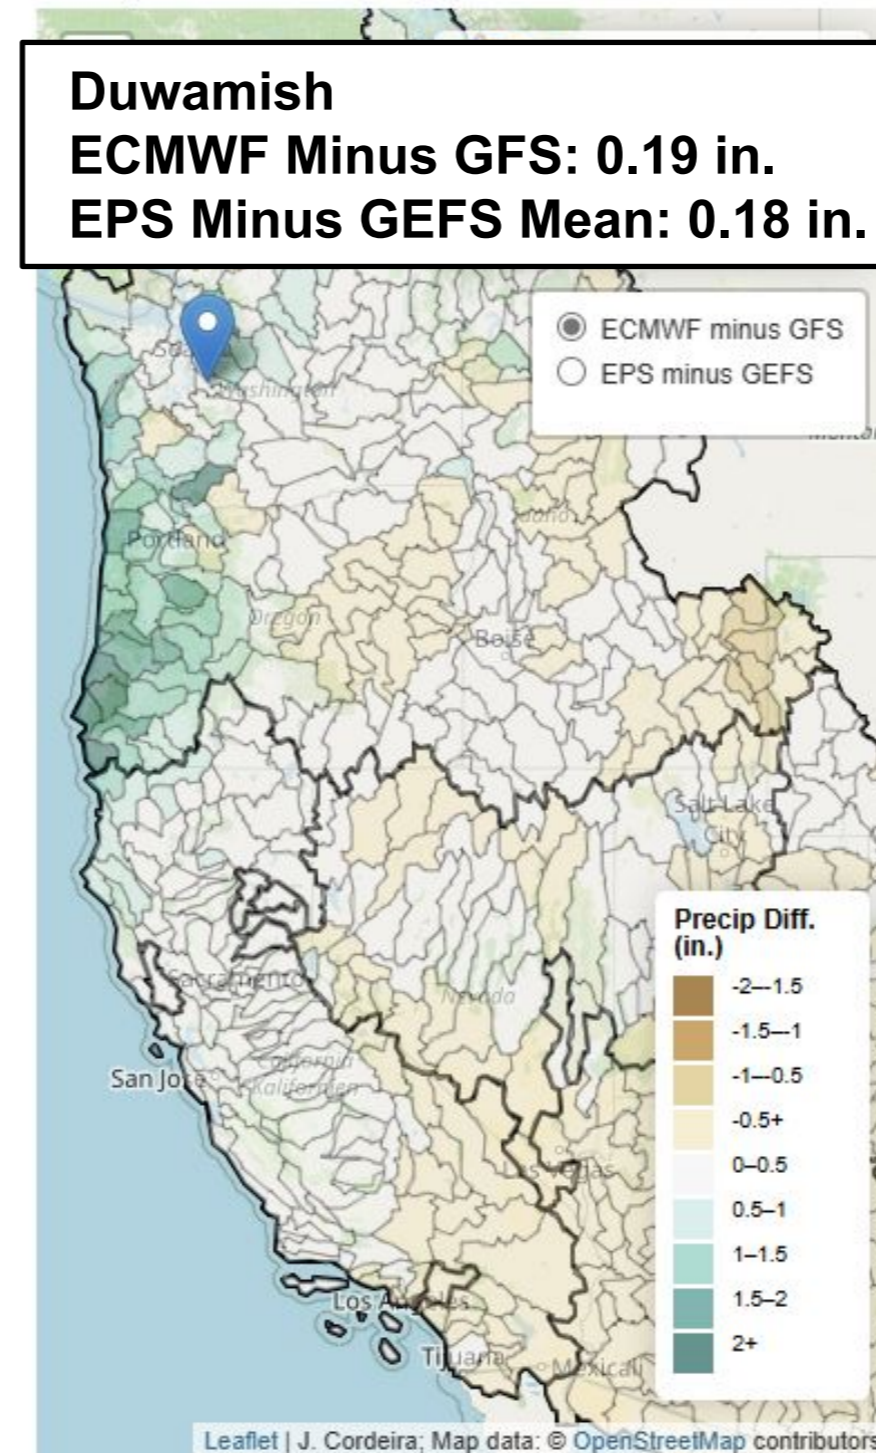 Duwamish
ECMWF Minus GFS: 0.19 in.
EPS Minus GEFS Mean: 0.18 in.
ECMWF minus GFS
EPS minus GEFS
Washington
Portland
Idaho
Oregon
Boise
Salt Lake
City
Precip Diff.
(in.)
-2–-1.5
-1.5–-1
-1–-0.5
-0.5+
0–0.5
0.5–1
1–1.5
1.5–2
2+
Sacramento
Nevada
San Jose
California
Kalifornien
Las Vegas
Los Angeles
Tijuana
Mexicali
Leaflet | J. Cordeira; Map data: © OpenStreetMap contributors